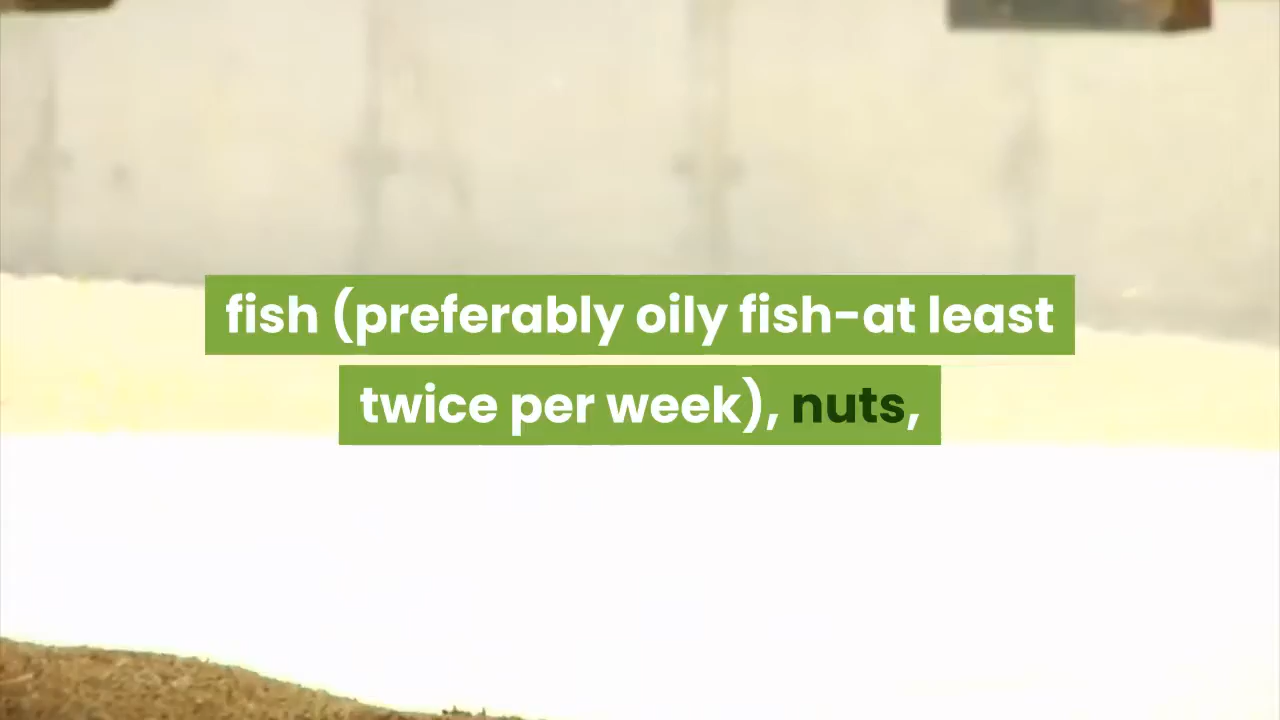 fish (preferably oily fish-at least
twice per week), nuts,